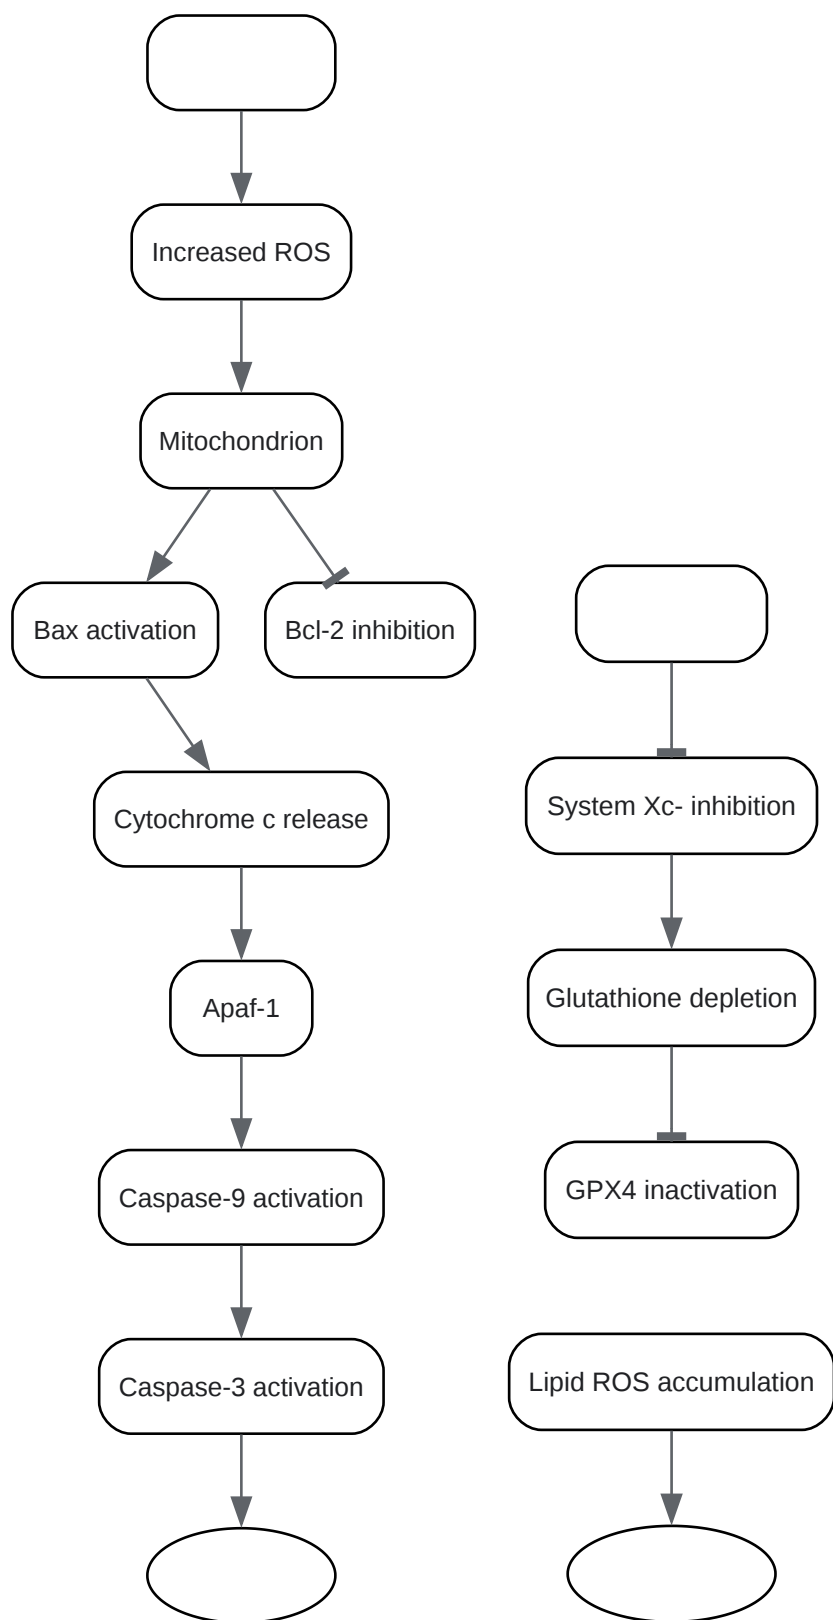 Increased ROS
Mitochondrion
Bax activation
Bcl-2 inhibition
Cytochrome c release
Apaf-1
Caspase-9 activation
Caspase-3 activation
System Xc- inhibition
Glutathione depletion
GPX4 inactivation
Lipid ROS accumulation